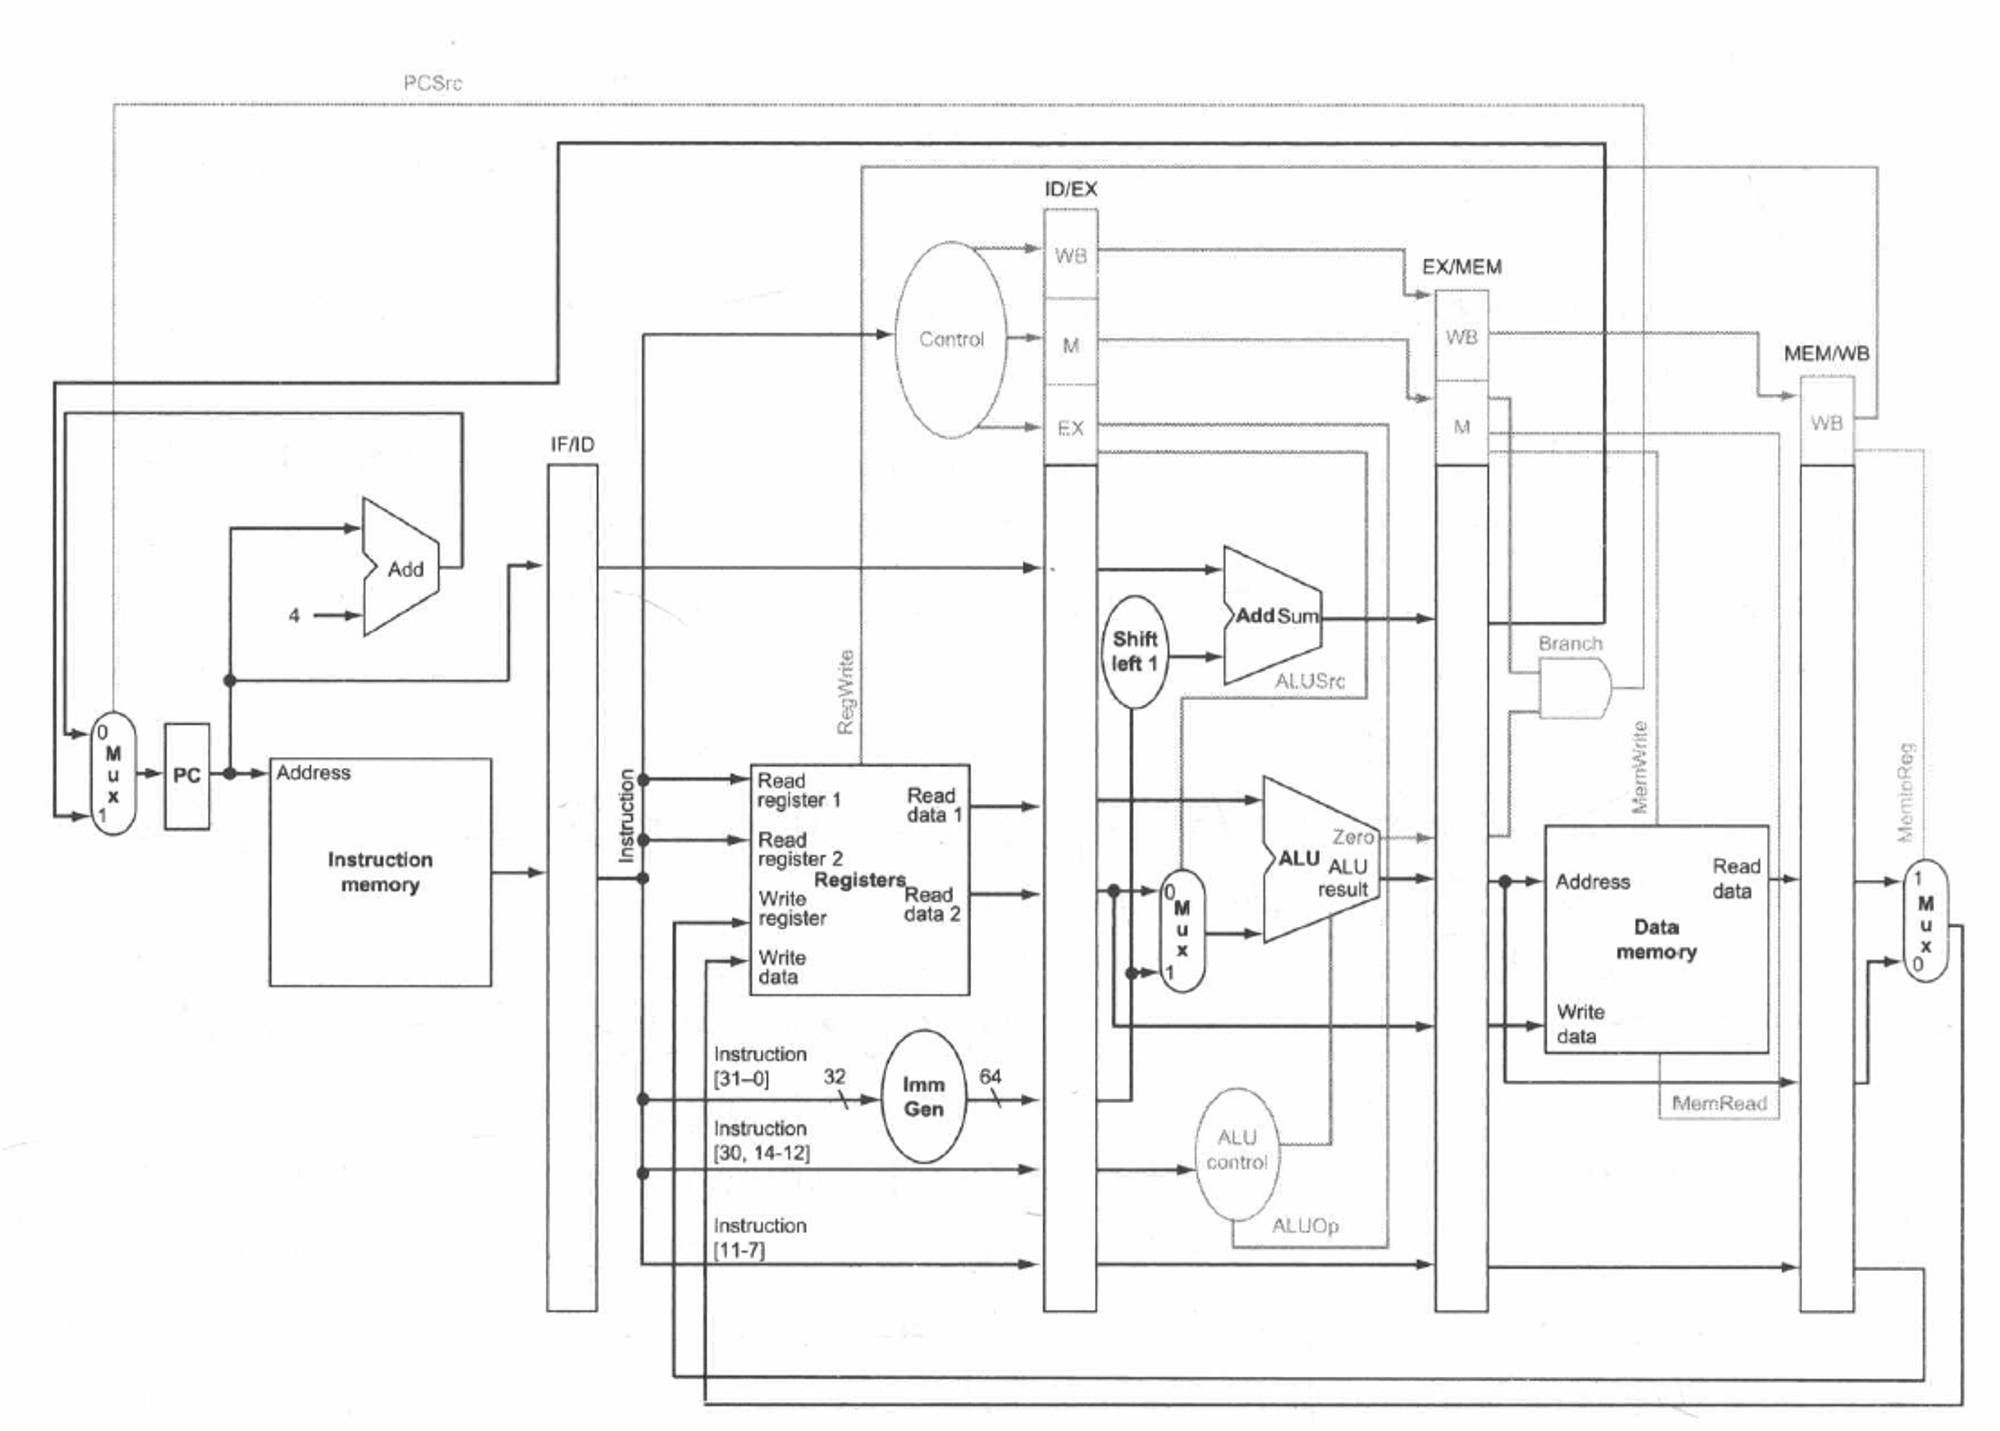 PCSrc
ID/EX
WB
Control
M
EX
EX/MEM
WB
M
MEM/WB
WB
IF/ID
Add
4
Shift
left 1
Add Sum
ALUSrc
Branch
RegWrite
MemWrite
MemtoReg
0
M
u
x
1
PC
Address
Instruction
memory
Instruction
Read
register 1
Read
data 1
Read
register 2
Registers
Read
data 2
Write
register
Write
data
0
M
u
x
1
Zero
ALU
ALU
result
Address
Read
data
Data
memory
Write
data
1
M
u
x
0
MemRead
Instruction
[31–0]
32
Imm
Gen
64
Instruction
[30, 14-12]
ALU
control
Instruction
[11-7]
ALUOp